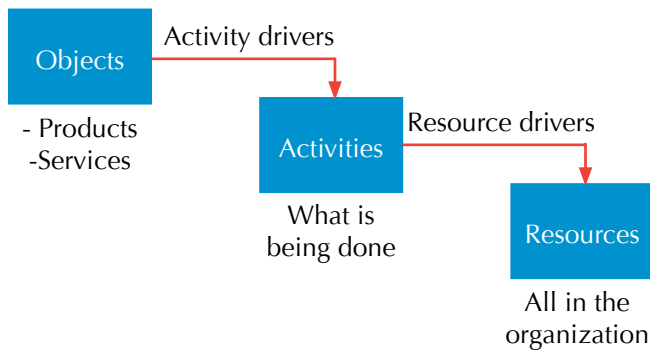 Objects
Activity drivers
- Products
-Services
Activities
Resource drivers
What is
being done
Resources
All in the
organization